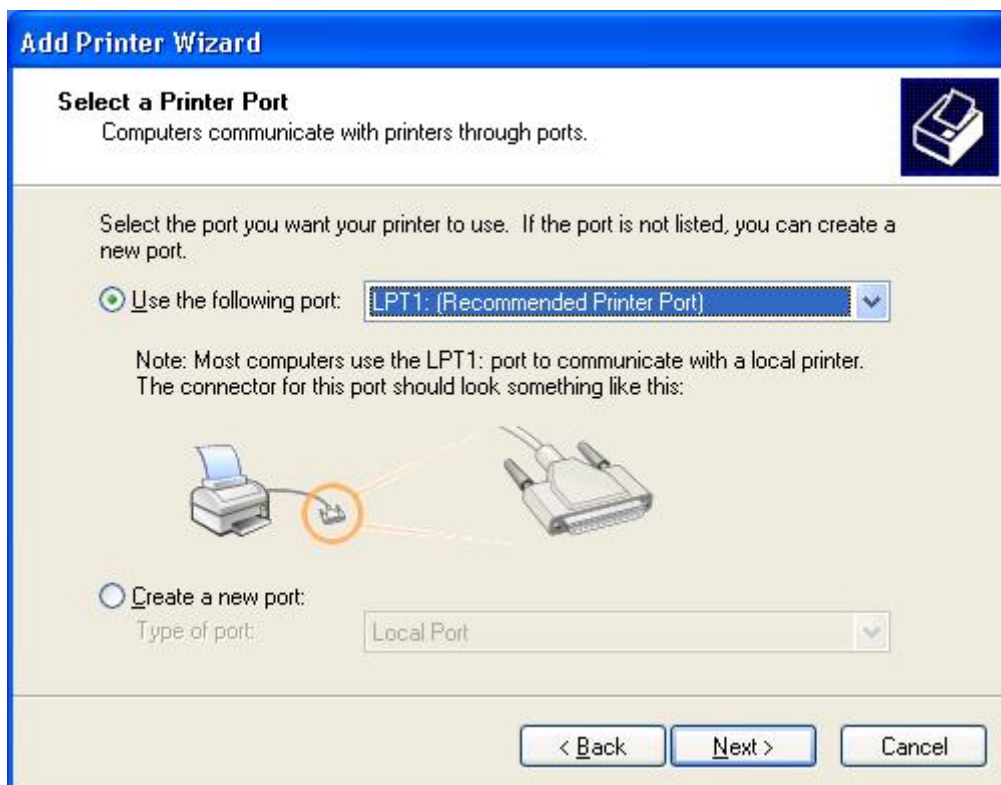 Add Printer Wizard
Select a Printer Port
Computers communicate with printers through ports.
Select the port you want your printer to use.  If the port is not listed, you can create a
new port.
Use the following port: LPT1: (Recommended Printer Port)
Note: Most computers use the LPT1: port to communicate with a local printer.
The connector for this port should look something like this:
Create a new port:
Type of port: Local Port
< Back Next > Cancel